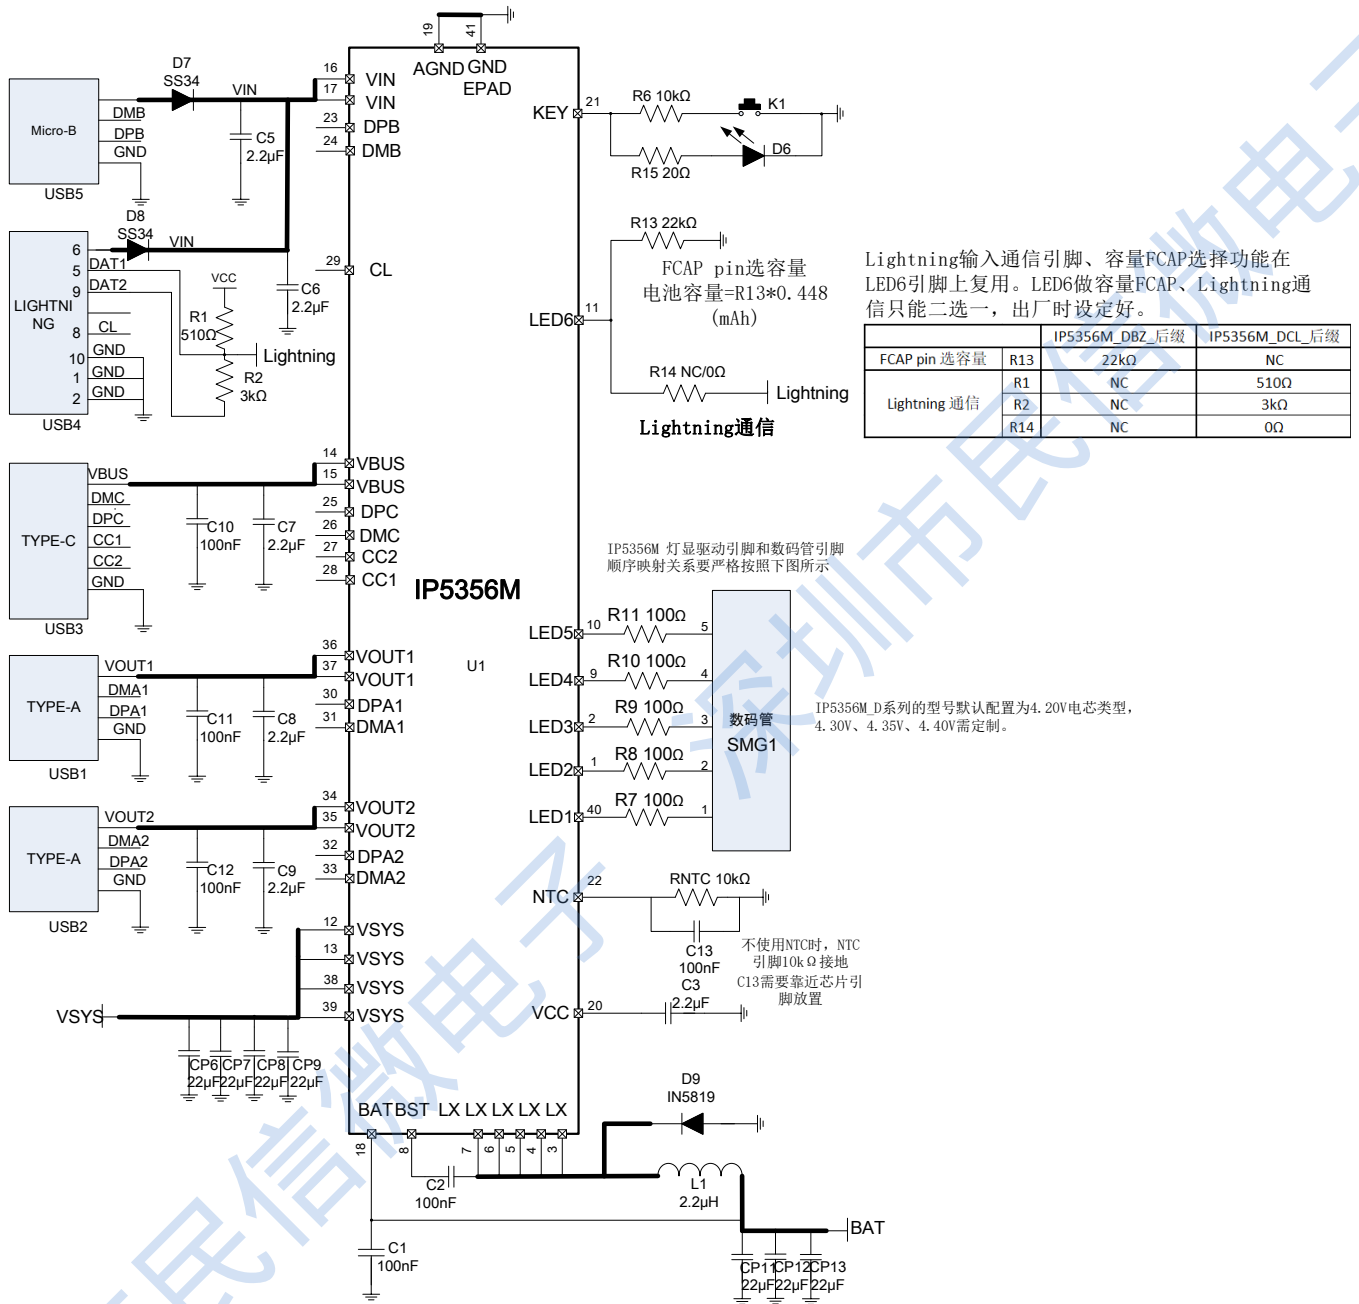 19
41
AGND
GND
EPAD
D7
SS34
VIN
16
VIN
17
VIN
Micro-B
DMB
DPB
GND
USB5
C5
2.2μF
23
DPB
24
DMB
KEY
21
R6 10kΩ
K1
D6
R15 20Ω
D8
SS34
VIN
LIGHTNI
NG
6
5
DAT1
9
DAT2
8
CL
10
GND
1
GND
2
GND
USB4
VCC
R1
510Ω
Lightning
R2
3kΩ
C6
2.2μF
29
CL
R13 22kΩ
FCAP pin选容量
电池容量=R13*0.448
(mAh)
LED6
11
R14 NC/0Ω
Lightning
Lightning通信
Lightning输入通信引脚、容量FCAP选择功能在
LED6引脚上复用。LED6做容量FCAP、Lightning通
信只能二选一，出厂时设定好。
IP5356M_DBZ_后缀
IP5356M_DCL_后缀
FCAP pin 选容量
R13
22kΩ
NC
Lightning 通信
R1
NC
510Ω
R2
NC
3kΩ
R14
NC
0Ω
TYPE-C
VBUS
DMC
DPC
CC1
CC2
GND
USB3
C10
100nF
C7
2.2μF
14
VBUS
15
VBUS
25
DPC
26
DMC
27
CC2
28
CC1
IP5356M
U1
IP5356M 灯显驱动引脚和数码管引脚
顺序映射关系要严格按照下图所示
TYPE-A
VOUT1
DMA1
DPA1
GND
USB1
C11
100nF
C8
2.2μF
36
VOUT1
37
VOUT1
30
DPA1
31
DMA1
LED5
10
R11 100Ω
5
LED4
9
R10 100Ω
4
LED3
2
R9 100Ω
3
LED2
1
R8 100Ω
2
LED1
40
R7 100Ω
1
数码管
SMG1
IP5356M_D系列的型号默认配置为4.20V电芯类型，
4.30V、4.35V、4.40V需定制。
TYPE-A
VOUT2
DMA2
DPA2
GND
USB2
C12
100nF
C9
2.2μF
34
VOUT2
35
VOUT2
32
DPA2
33
DMA2
NTC
22
RNTC 10kΩ
C13
100nF
不使用NTC时，NTC
引脚10kΩ接地
C13需要靠近芯片引
脚放置
12
VSYS
13
VSYS
38
VSYS
39
VSYS
VSYS
CP6
22μF
CP7
22μF
CP8
22μF
CP9
22μF
VCC
20
C3
2.2μF
BAT
BST
LX
LX
LX
LX
LX
18
8
7
6
5
4
3
D9
IN5819
C2
100nF
L1
2.2μH
C1
100nF
BAT
CP11
22μF
CP12
22μF
CP13
22μF
深圳市民信微电子
市民信微电子